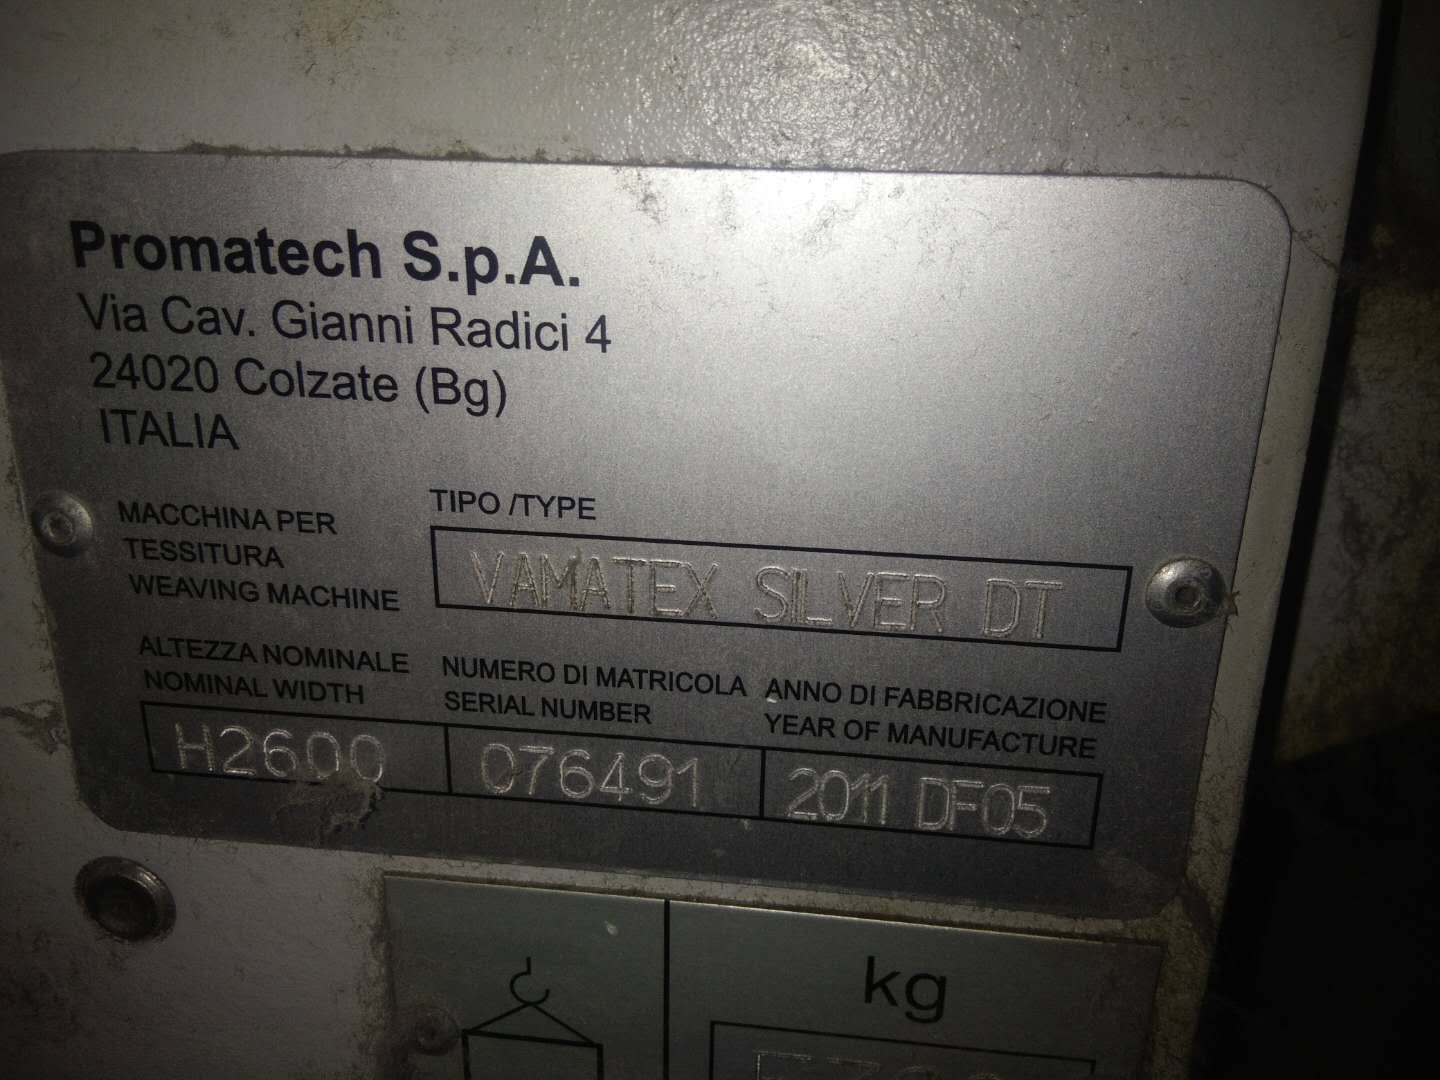 Promatech S.p.A.
Via Cav. Gianni Radici 4
24020 Colzate (Bg)
ITALIA
MACCHINA PER
TESSITURA
WEAVING MACHINE
TIPO /TYPE
VAMATEX SILVER DT
ALTEZZA NOMINALE
NOMINAL WIDTH
H2600
NUMERO DI MATRICOLA
SERIAL NUMBER
076491
ANNO DI FABBRICAZIONE
YEAR OF MANUFACTURE
2011 DF05
kg